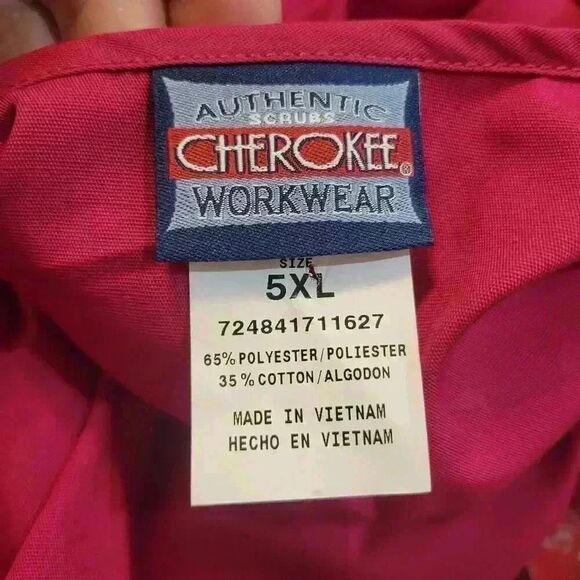 AUTHENTIC
SCRUBS
CHEROKEE®
WORKWEAR
SIZE
5XL
724841711627
65% POLYESTER/POLIESTER
35% COTTON/ALGODON
MADE IN VIETNAM
HECHO EN VIETNAM